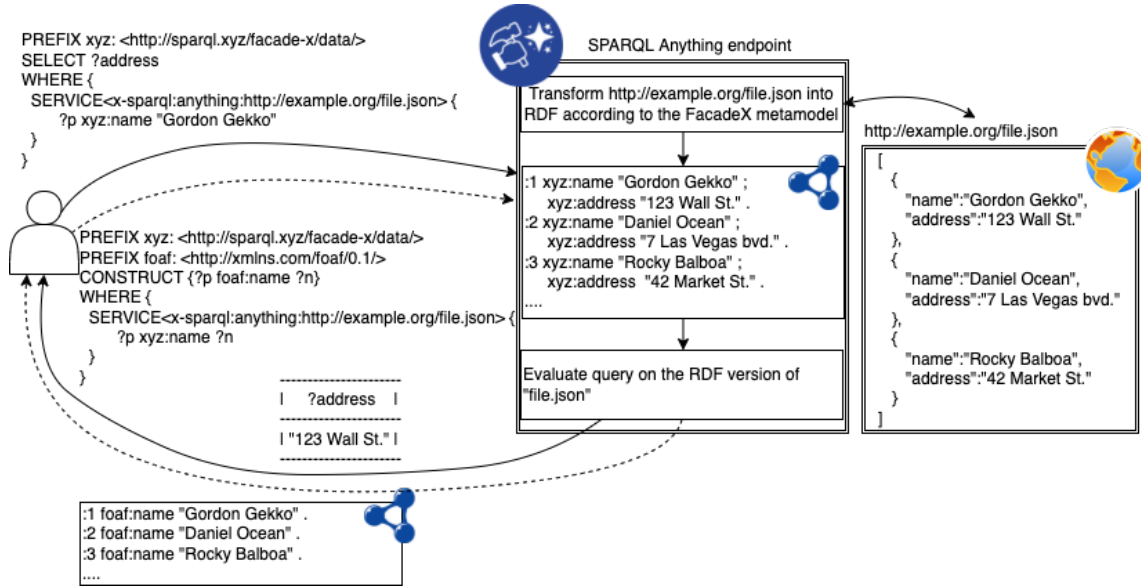 PREFIX xyz: <http://sparql.xyz/facade-x/data/>
SELECT ?address
WHERE {
SERVICE<x-sparql:anything:http://example.org/file.json> {
?p xyz:name "Gordon Gekko"
}
}
PREFIX xyz: <http://sparql.xyz/facade-x/data/>
PREFIX foaf: <http://xmlns.com/foaf/0.1/>
CONSTRUCT {?p foaf:name ?n}
WHERE {
SERVICE<x-sparql:anything:http://example.org/file.json> {
?p xyz:name ?n
}
}
--------------------
| ?address |
--------------------
| "123 Wall St." |
--------------------
:1 foaf:name "Gordon Gekko" .
:2 foaf:name "Daniel Ocean" .
:3 foaf:name "Rocky Balboa" .
....
SPARQL Anything endpoint
Transform http://example.org/file.json into
RDF according to the FacadeX metamodel
:1 xyz:name "Gordon Gekko" ;
xyz:address "123 Wall St." .
:2 xyz:name "Daniel Ocean" ;
xyz:address "7 Las Vegas bvd." .
:3 xyz:name "Rocky Balboa" ;
xyz:address "42 Market St." .
....
Evaluate query on the RDF version of
"file.json"
http://example.org/file.json
[
{
"name":"Gordon Gekko",
"address":"123 Wall St."
},
{
"name":"Daniel Ocean",
"address":"7 Las Vegas bvd."
},
{
"name":"Rocky Balboa",
"address":"42 Market St."
}
]